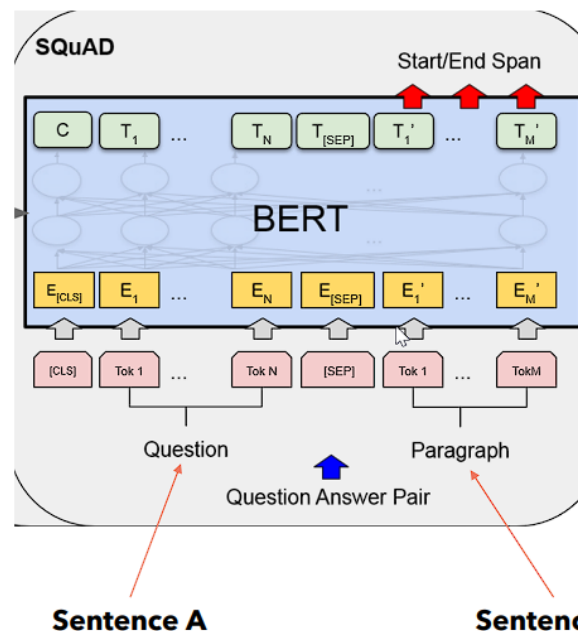 SQuAD
Start/End Span
C T1 ... TN T[SEP] T1' ... TM'
...
BERT
...
E[CLS] E1 ... EN E[SEP] E1' ... EM'
[CLS] Tok 1 ... Tok N [SEP] Tok 1 ... TokM
Question Paragraph
Question Answer Pair
Sentence A Sentenc